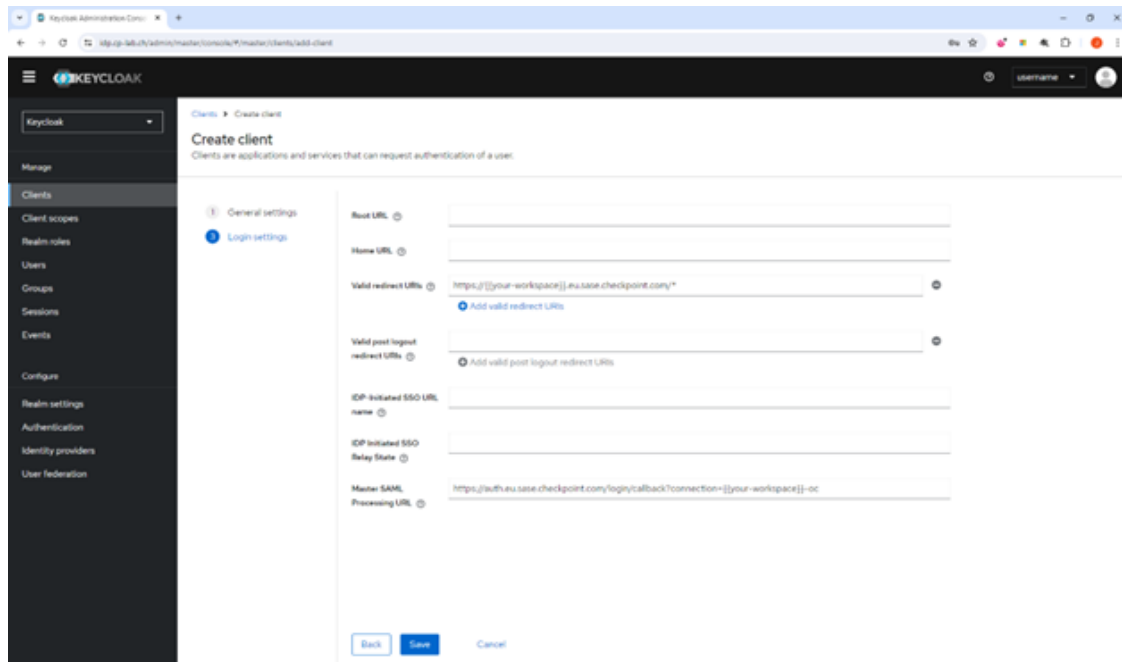 Keycloak Administration Consol
idp.cp-lab.ch/admin/master/console/#/master/clients/add-client
KEYCLOAK
username
Keycloak
Manage
Clients
Client scopes
Realm roles
Users
Groups
Sessions
Events
Configure
Realm settings
Authentication
Identity providers
User federation
Clients > Create client
Create client
Clients are applications and services that can request authentication of a user.
1 General settings
3 Login settings
Root URL
Home URL
Valid redirect URIs https://{{your-workspace}}.eu.sase.checkpoint.com/*
Add valid redirect URIs
Valid post logout
redirect URIs
Add valid post logout redirect URIs
IDP-Initiated SSO URL
name
IDP Initiated SSO
Relay State
Master SAML
Processing URL
https://auth.eu.sase.checkpoint.com/login/callback?connection={{your-workspace}}-oc
Back Save Cancel